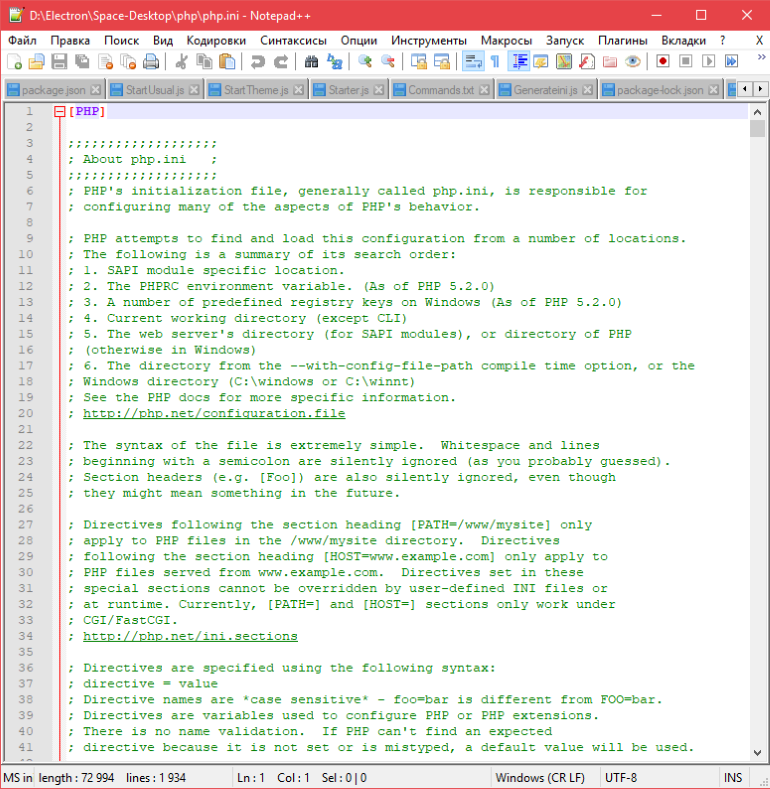 D:\Electron\Space-Desktop\php\php.ini - Notepad++
Файл Правка Поиск Вид Кодировки Синтаксисы Опции Инструменты Макросы Запуск Плагины Вкладки ? X
package.json StartUsual.js StartTheme.js Starter.js Commands.txt Generateini.js package-lock.json
1 [PHP]
2
3 ;;;;;;;;;;;;;;;;;;;
4 ; About php.ini   ;
5 ;;;;;;;;;;;;;;;;;;;
6 ; PHP's initialization file, generally called php.ini, is responsible for
7 ; configuring many of the aspects of PHP's behavior.
8
9 ; PHP attempts to find and load this configuration from a number of locations.
10 ; The following is a summary of its search order:
11 ; 1. SAPI module specific location.
12 ; 2. The PHPRC environment variable. (As of PHP 5.2.0)
13 ; 3. A number of predefined registry keys on Windows (As of PHP 5.2.0)
14 ; 4. Current working directory (except CLI)
15 ; 5. The web server's directory (for SAPI modules), or directory of PHP
16 ; (otherwise in Windows)
17 ; 6. The directory from the --with-config-file-path compile time option, or the
18 ; Windows directory (C:\windows or C:\winnt)
19 ; See the PHP docs for more specific information.
20 ; http://php.net/configuration.file
21
22 ; The syntax of the file is extremely simple.  Whitespace and lines
23 ; beginning with a semicolon are silently ignored (as you probably guessed).
24 ; Section headers (e.g. [Foo]) are also silently ignored, even though
25 ; they might mean something in the future.
26
27 ; Directives following the section heading [PATH=/www/mysite] only
28 ; apply to PHP files in the /www/mysite directory.  Directives
29 ; following the section heading [HOST=www.example.com] only apply to
30 ; PHP files served from www.example.com.  Directives set in these
31 ; special sections cannot be overridden by user-defined INI files or
32 ; at runtime. Currently, [PATH=] and [HOST=] sections only work under
33 ; CGI/FastCGI.
34 ; http://php.net/ini.sections
35
36 ; Directives are specified using the following syntax:
37 ; directive = value
38 ; Directive names are *case sensitive* - foo=bar is different from FOO=bar.
39 ; Directives are variables used to configure PHP or PHP extensions.
40 ; There is no name validation.  If PHP can't find an expected
41 ; directive because it is not set or is mistyped, a default value will be used.
MS in length : 72 994 lines : 1 934 Ln : 1 Col : 1 Sel : 0 | 0 Windows (CR LF) UTF-8 INS